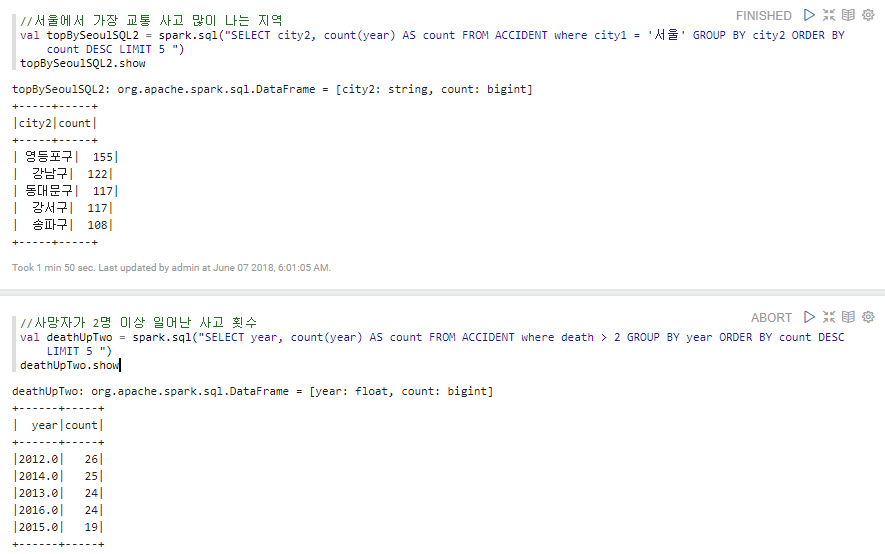 //서울에서 가장 교통 사고 많이 나는 지역
FINISHED
val topBySeoulSQL2 = spark.sql("SELECT city2, count(year) AS count FROM ACCIDENT where city1 = '서울' GROUP BY city2 ORDER BY
count DESC LIMIT 5 ")
topBySeoulSQL2.show
topBySeoulSQL2: org.apache.spark.sql.DataFrame = [city2: string, count: bigint]
+-----+-----+
|city2|count|
+-----+-----+
| 영등포구|  155|
|  강남구|  122|
| 동대문구|  117|
|  강서구|  117|
|  송파구|  108|
+-----+-----+
Took 1 min 50 sec. Last updated by admin at June 07 2018, 6:01:05 AM.
//사망자가 2명 이상 일어난 사고 횟수
ABORT
val deathUpTwo = spark.sql("SELECT year, count(year) AS count FROM ACCIDENT where death > 2 GROUP BY year ORDER BY count DESC
LIMIT 5 ")
deathUpTwo.show
deathUpTwo: org.apache.spark.sql.DataFrame = [year: float, count: bigint]
+------+-----+
|  year|count|
+------+-----+
|2012.0|   26|
|2014.0|   25|
|2013.0|   24|
|2016.0|   24|
|2015.0|   19|
+------+-----+